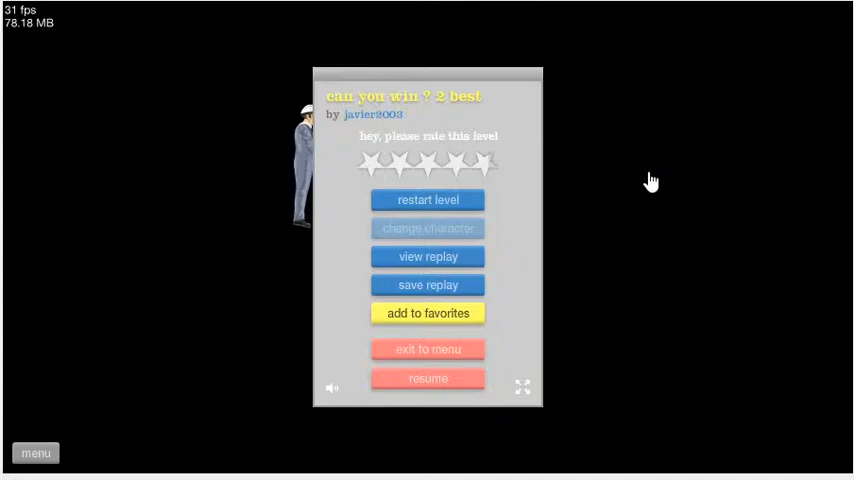 31 fps
78.18 MB
can you win ? 2 best
by javier2003
hey, please rate this level
restart level
change character
view replay
save replay
add to favorites
exit to menu
resume
menu